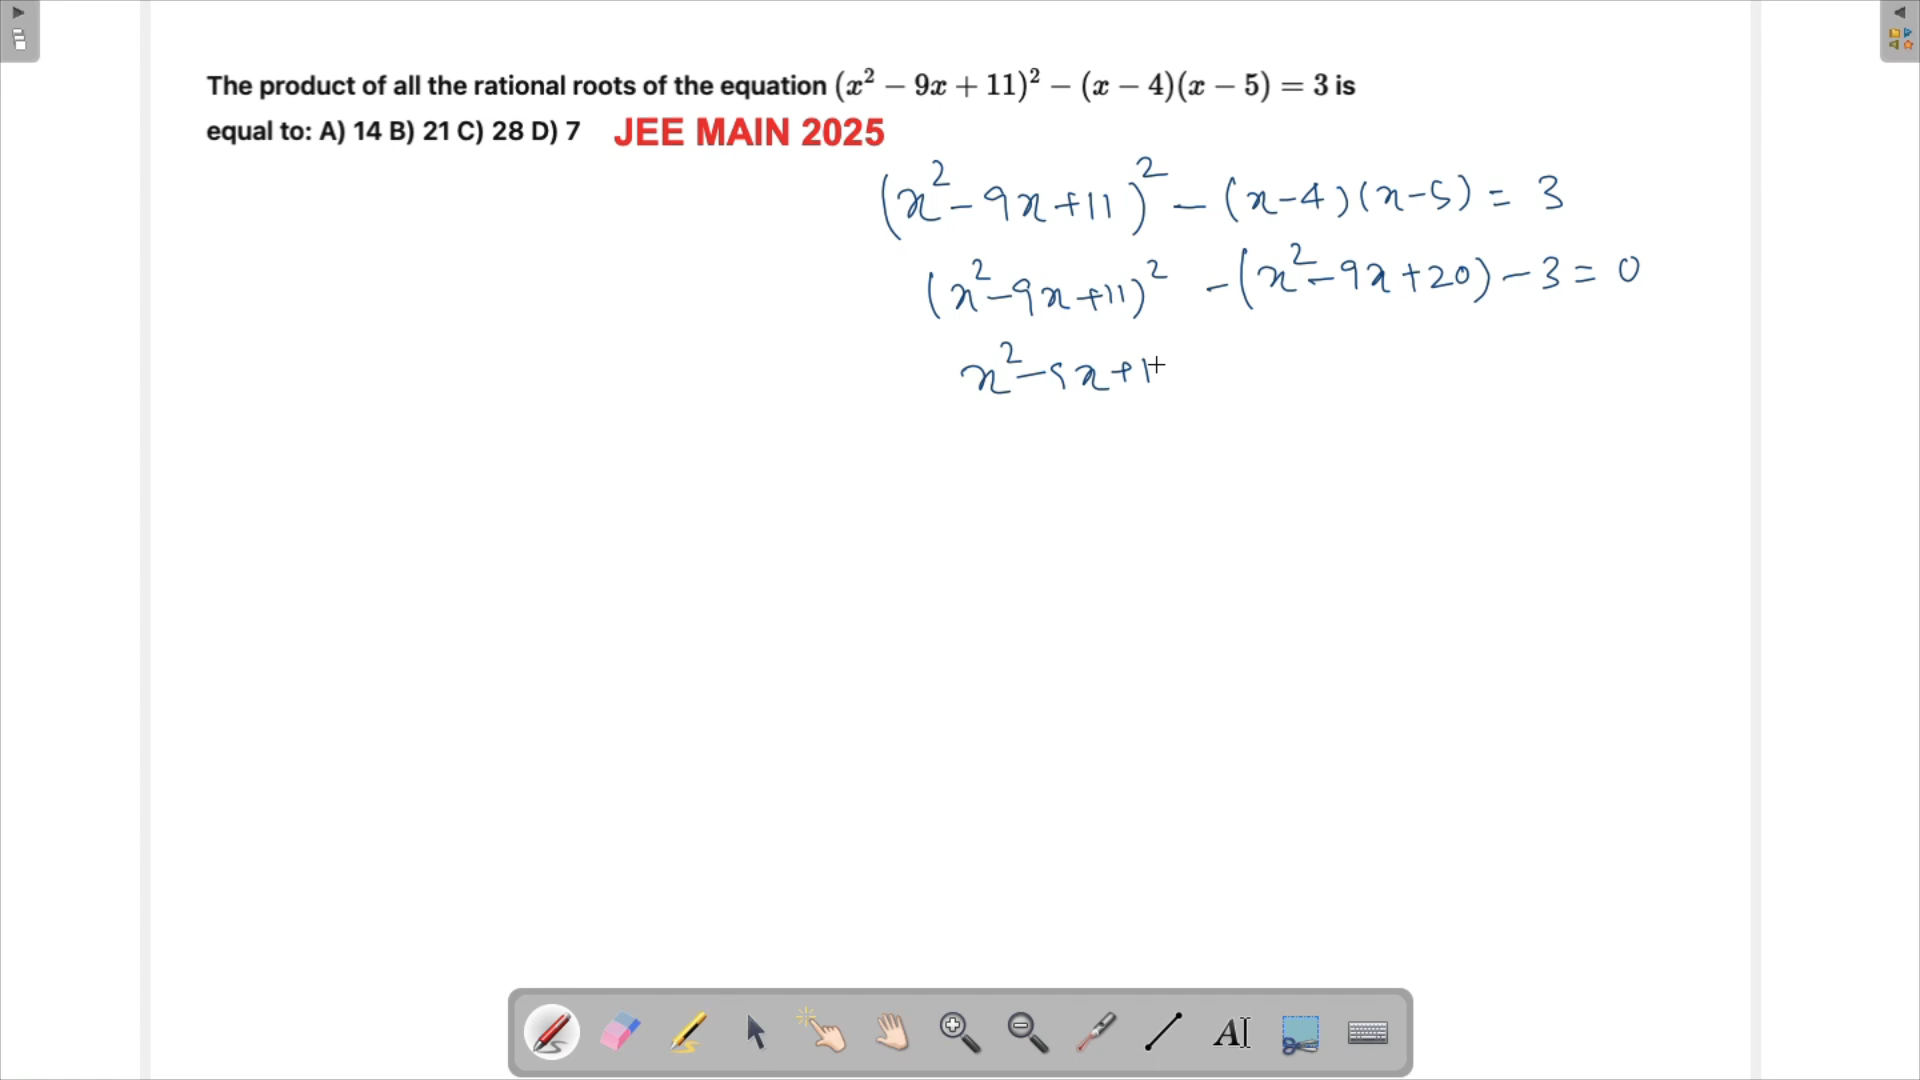 The product of all the rational roots of the equation (x² − 9x + 11)² − (x − 4)(x − 5) = 3 is
equal to: A) 14 B) 21 C) 28 D) 7 JEE MAIN 2025
(x² − 9x + 11)² − (x − 4)(x − 5) = 3
(x² − 9x + 11)² − (x² − 9x + 20) − 3 = 0
x² − 9x + 1
AI